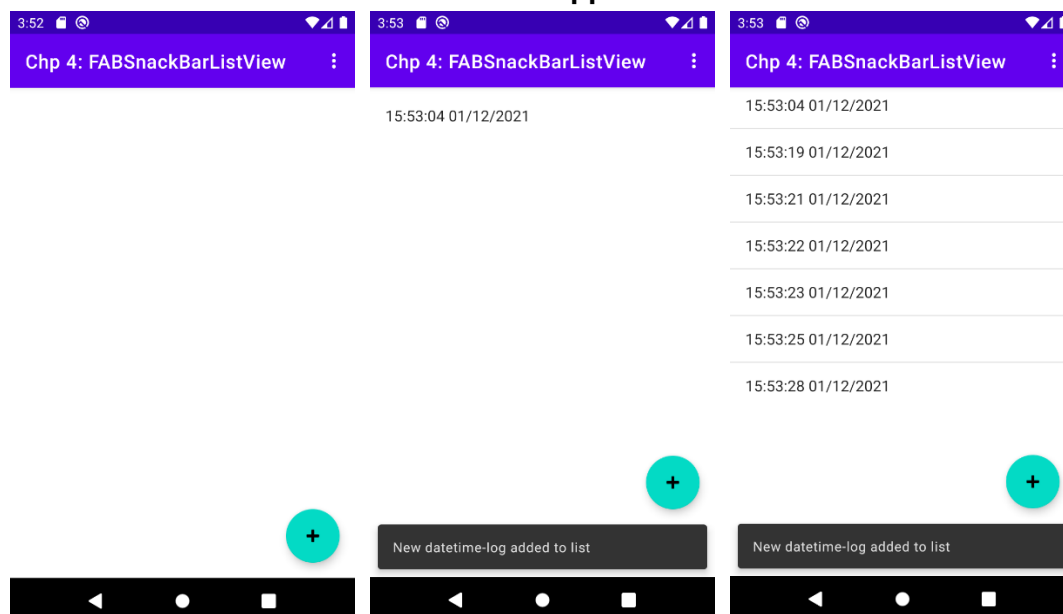 3:52
Chp 4: FABSnackBarListView
3:53
Chp 4: FABSnackBarListView
15:53:04 01/12/2021
New datetime-log added to list
3:53
Chp 4: FABSnackBarListView
15:53:04 01/12/2021
15:53:19 01/12/2021
15:53:21 01/12/2021
15:53:22 01/12/2021
15:53:23 01/12/2021
15:53:25 01/12/2021
15:53:28 01/12/2021
New datetime-log added to list